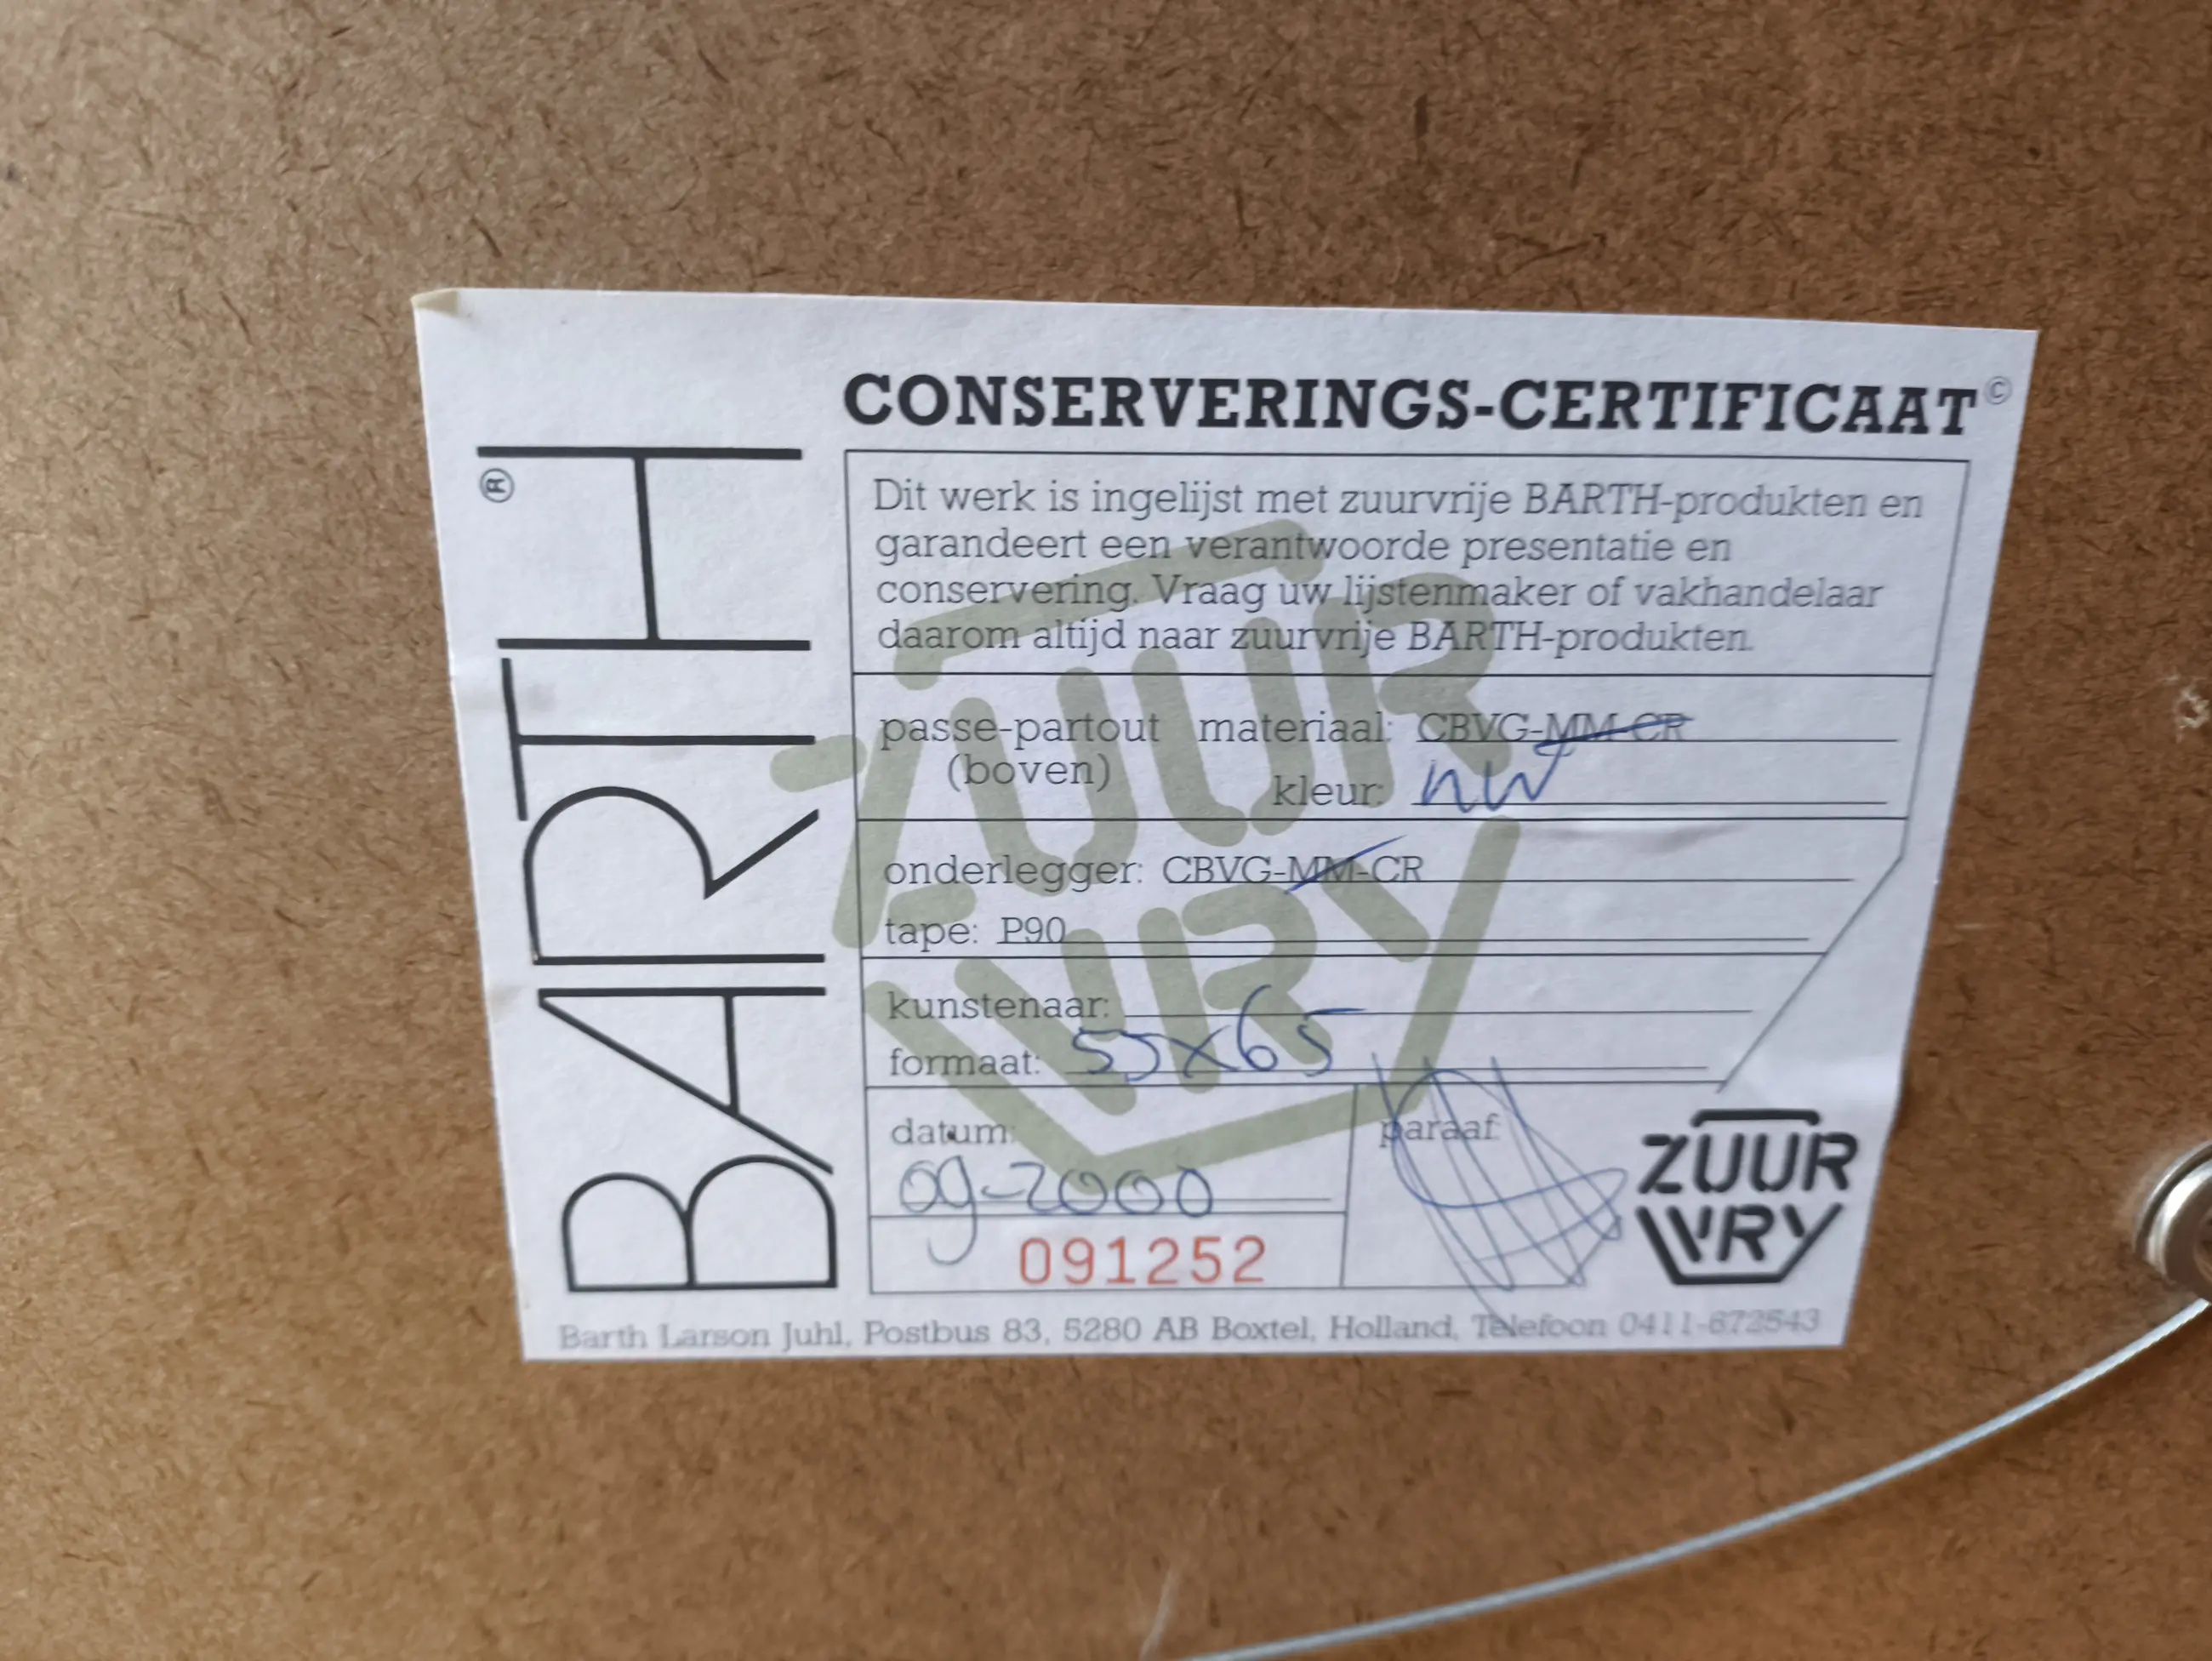 BARTH®
CONSERVERINGS-CERTIFICAAT©
Dit werk is ingelijst met zuurvrije BARTH-produkten en
garandeert een verantwoorde presentatie en
conservering. Vraag uw lijstenmaker of vakhandelaar
daarom altijd naar zuurvrije BARTH-produkten.
passe-partout materiaal: CBVG-MM-CR
(boven) kleur: NW
onderlegger: CBVG-MM-CR
tape: P90
kunstenaar:
formaat: 55x65
datum: paraaf:
09-2000
091252
ZUUR
VRY
ZUUR
VRY
Barth Larson Juhl, Postbus 83, 5280 AB Boxtel, Holland, Telefoon 0411-672543